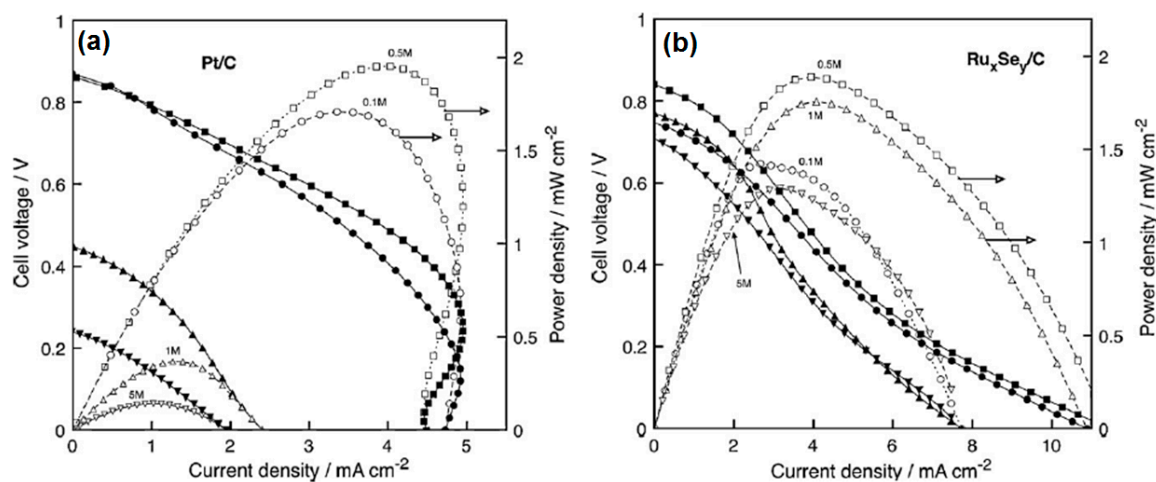 (a)
Pt/C
1
0.8
0.6
0.4
0.2
0
Cell voltage / V
0.5M
0.1M
1M
5M
2
1.5
1
0.5
0
Power density / mW cm-2
0 1 2 3 4 5
Current density / mA cm-2
(b)
RuxSey/C
1
0.8
0.6
0.4
0.2
0
Cell voltage / V
0.5M
1M
0.1M
5M
2
1.5
1
0.5
0
Power density / mW cm-2
0 2 4 6 8 10
Current density / mA cm-2